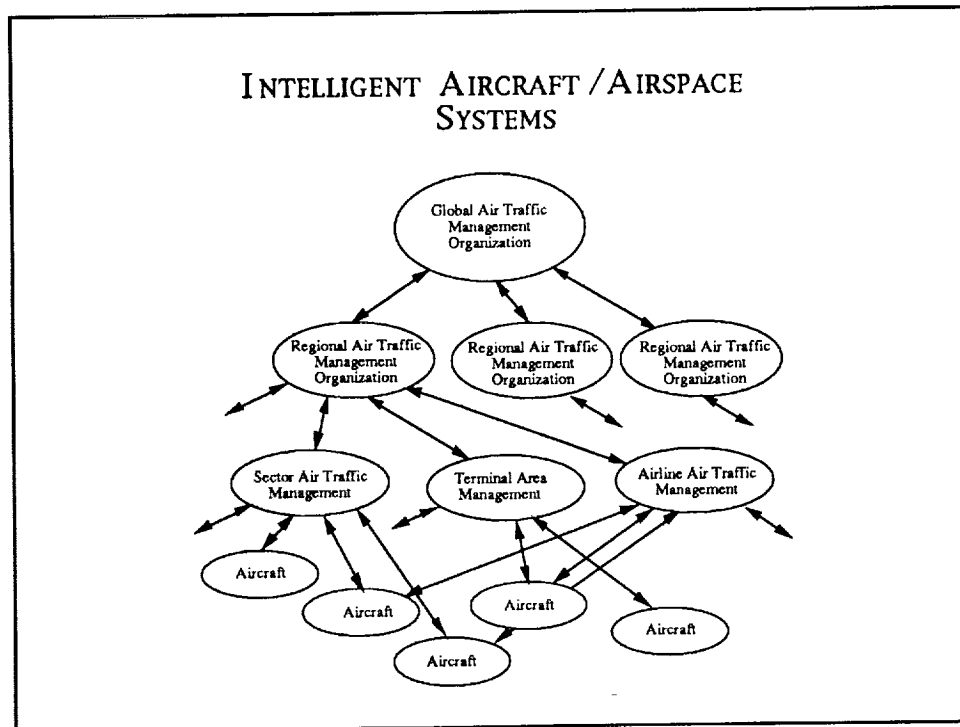 INTELLIGENT AIRCRAFT / AIRSPACE
SYSTEMS
Global Air Traffic
Management
Organization
Regional Air Traffic
Management
Organization
Regional Air Traffic
Management
Organization
Regional Air Traffic
Management
Organization
Sector Air Traffic
Management
Terminal Area
Management
Airline Air Traffic
Management
Aircraft
Aircraft
Aircraft
Aircraft
Aircraft